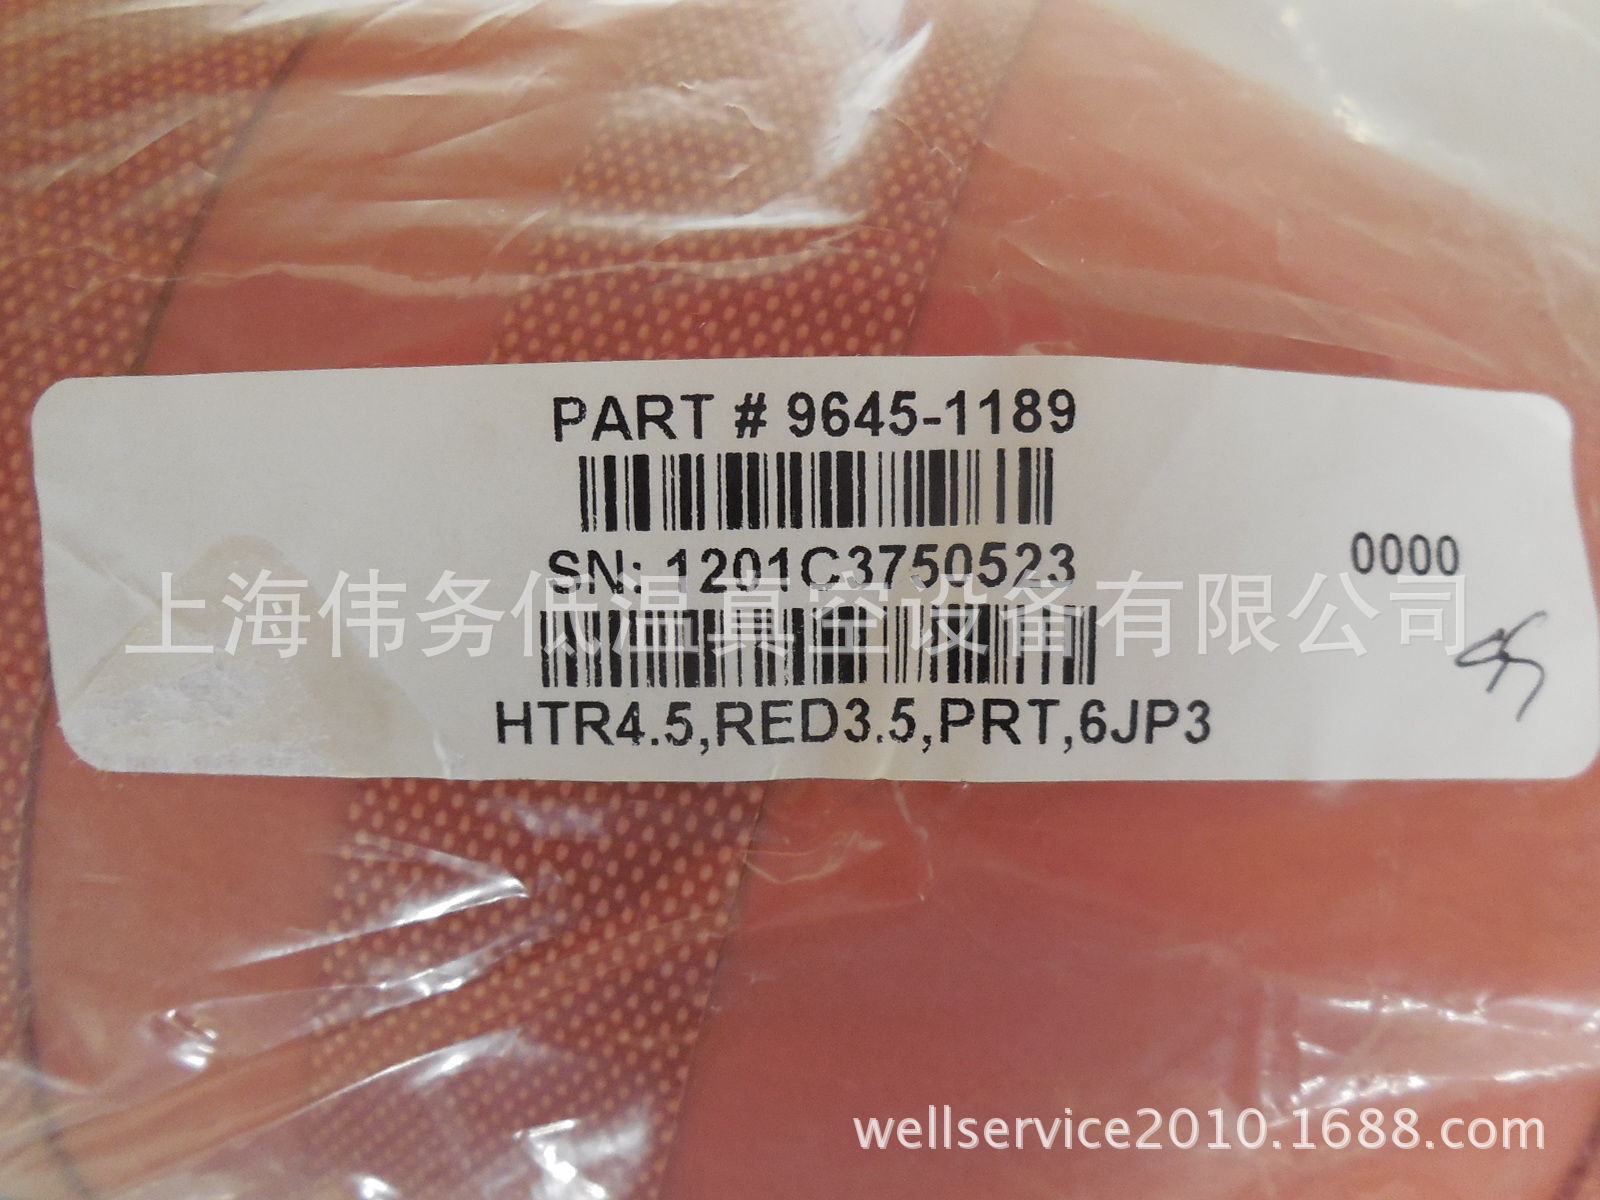 PART # 9645-1189
SN: 1201C3750523
0000
上海伟务低温真空设备有限公司
HTR4.5,RED3.5,PRT,6JP3
wellservice2010.1688.com